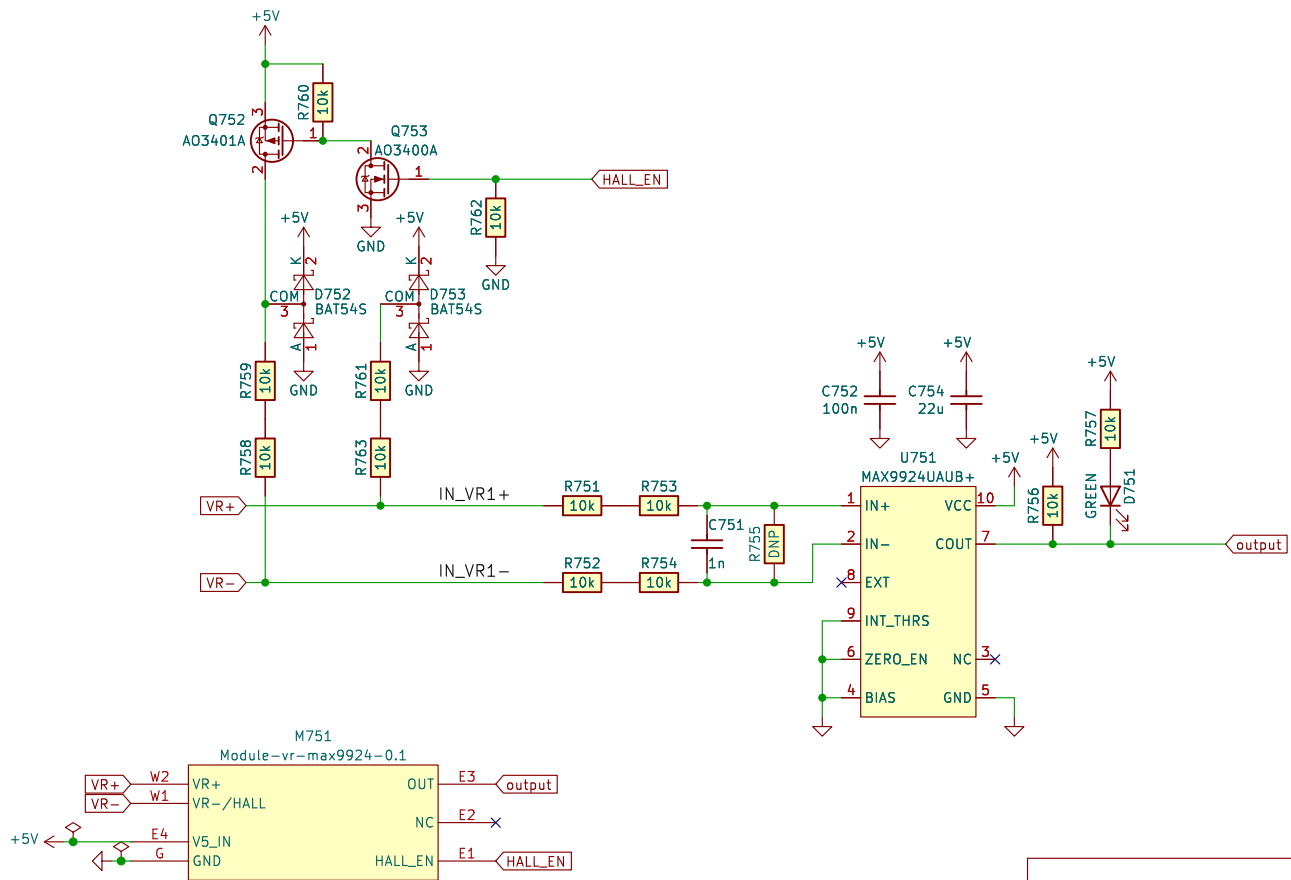 +5V
R760
10k
Q752
AO3401A
3
1
2
Q753
AO3400A
2
1
3
GND
HALL_EN
R762
10k
GND
+5V
K
2
COM
3
D752
BAT54S
A
1
GND
+5V
K
2
COM
3
D753
BAT54S
A
1
GND
R759
10k
R761
10k
R758
10k
R763
10k
VR+
IN_VR1+
R751
10k
R753
10k
VR-
IN_VR1-
R752
10k
R754
10k
C751
1n
R755
DNP
+5V
C752
100n
+5V
C754
22u
U751
MAX9924UAUB+
1
IN+
2
IN-
8
EXT
9
INT_THRS
6
ZERO_EN
4
BIAS
VCC
10
COUT
7
NC
3
GND
5
+5V
+5V
R756
10k
+5V
R757
10k
GREEN
D751
output
M751
Module-vr-max9924-0.1
VR+
W2
VR+
VR-
W1
VR-/HALL
+5V
E4
V5_IN
G
GND
OUT
E3
output
NC
E2
HALL_EN
E1
HALL_EN